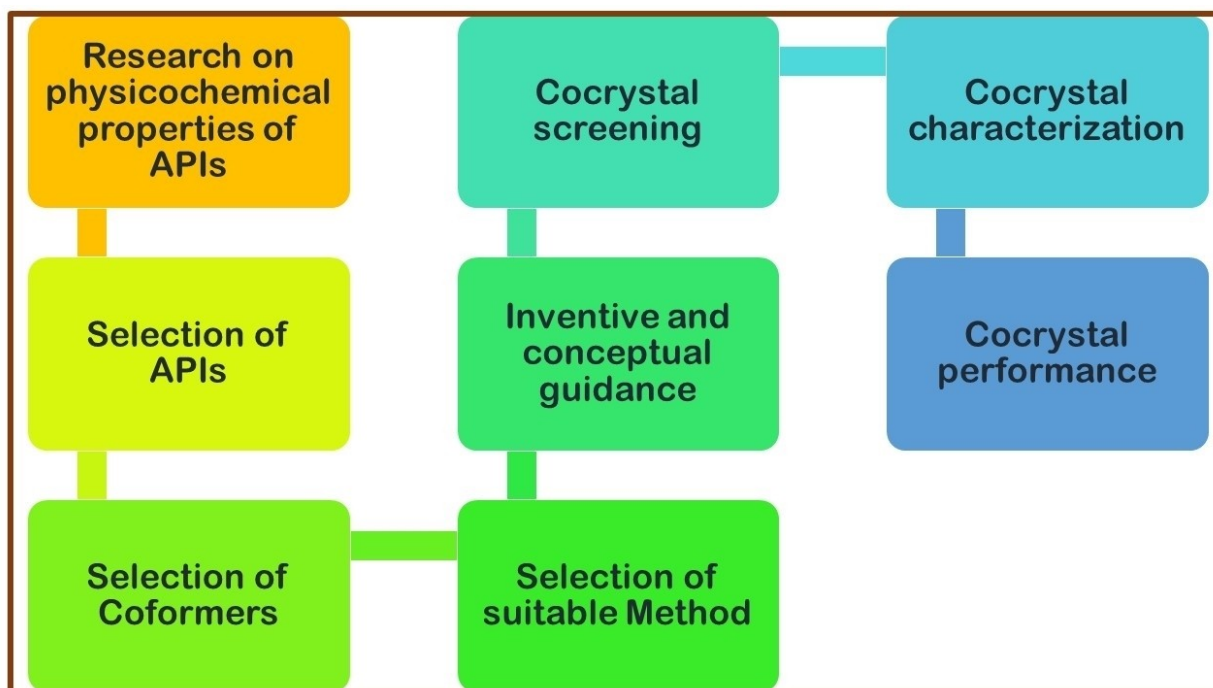 Research on
physicochemical
properties of
APIs
Selection of
APIs
Selection of
Coformers
Selection of
suitable Method
Inventive and
conceptual
guidance
Cocrystal
screening
Cocrystal
characterization
Cocrystal
performance